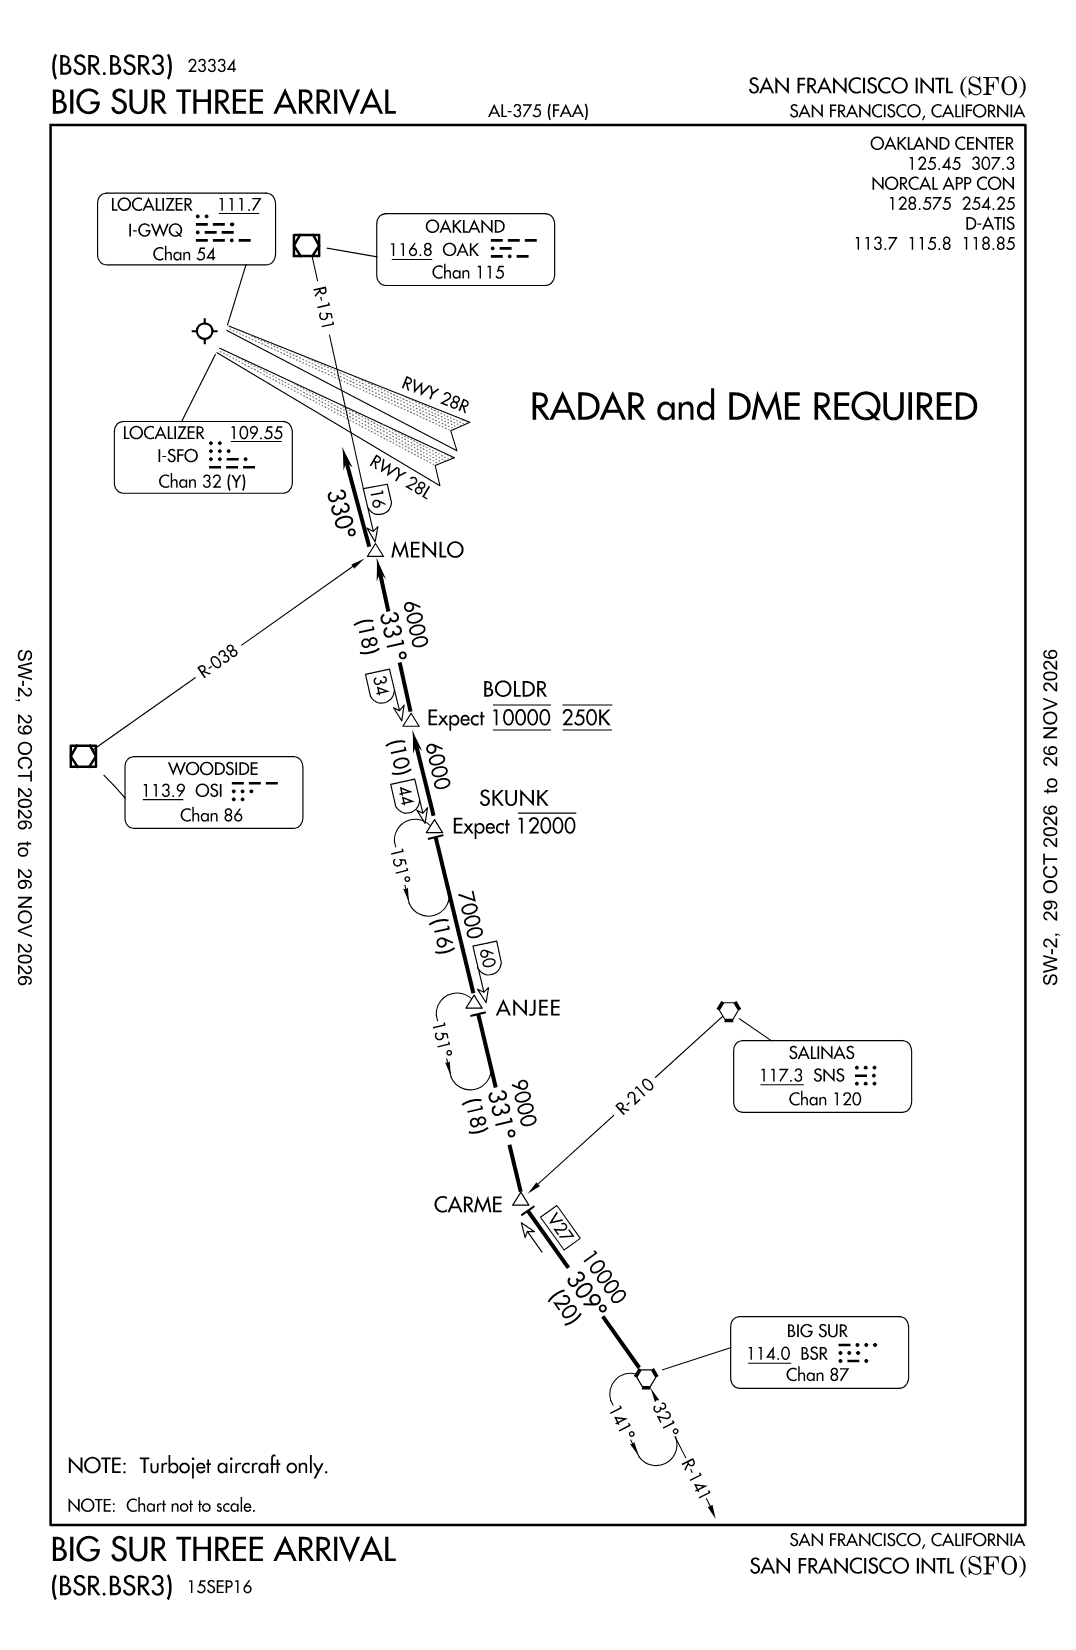 (BSR.BSR3) 23334
BIG SUR THREE ARRIVAL
AL-375 (FAA)
SAN FRANCISCO INTL (SFO)
SAN FRANCISCO, CALIFORNIA
OAKLAND CENTER
125.45 307.3
NORCAL APP CON
128.575 254.25
D-ATIS
113.7 115.8 118.85
LOCALIZER 111.7
I-GWQ
Chan 54
OAKLAND
116.8 OAK
Chan 115
R-151
RWY 28R
RADAR and DME REQUIRED
LOCALIZER 109.55
I-SFO
Chan 32 (Y)
RWY 28L
16
330°
MENLO
R-038
6000
331°
(18)
34
BOLDR
Expect 10000 250K
WOODSIDE
113.9 OSI
Chan 86
6000
(10)
44
SKUNK
Expect 12000
151°
7000
(16)
60
ANJEE
151°
SALINAS
117.3 SNS
Chan 120
R-210
9000
331°
(18)
CARME
V27
10000
309°
(20)
BIG SUR
114.0 BSR
Chan 87
141°
321°
R-141
NOTE: Turbojet aircraft only.
NOTE: Chart not to scale.
SW-2, 29 OCT 2026 to 26 NOV 2026
SW-2, 29 OCT 2026 to 26 NOV 2026
BIG SUR THREE ARRIVAL
(BSR.BSR3) 15SEP16
SAN FRANCISCO, CALIFORNIA
SAN FRANCISCO INTL (SFO)